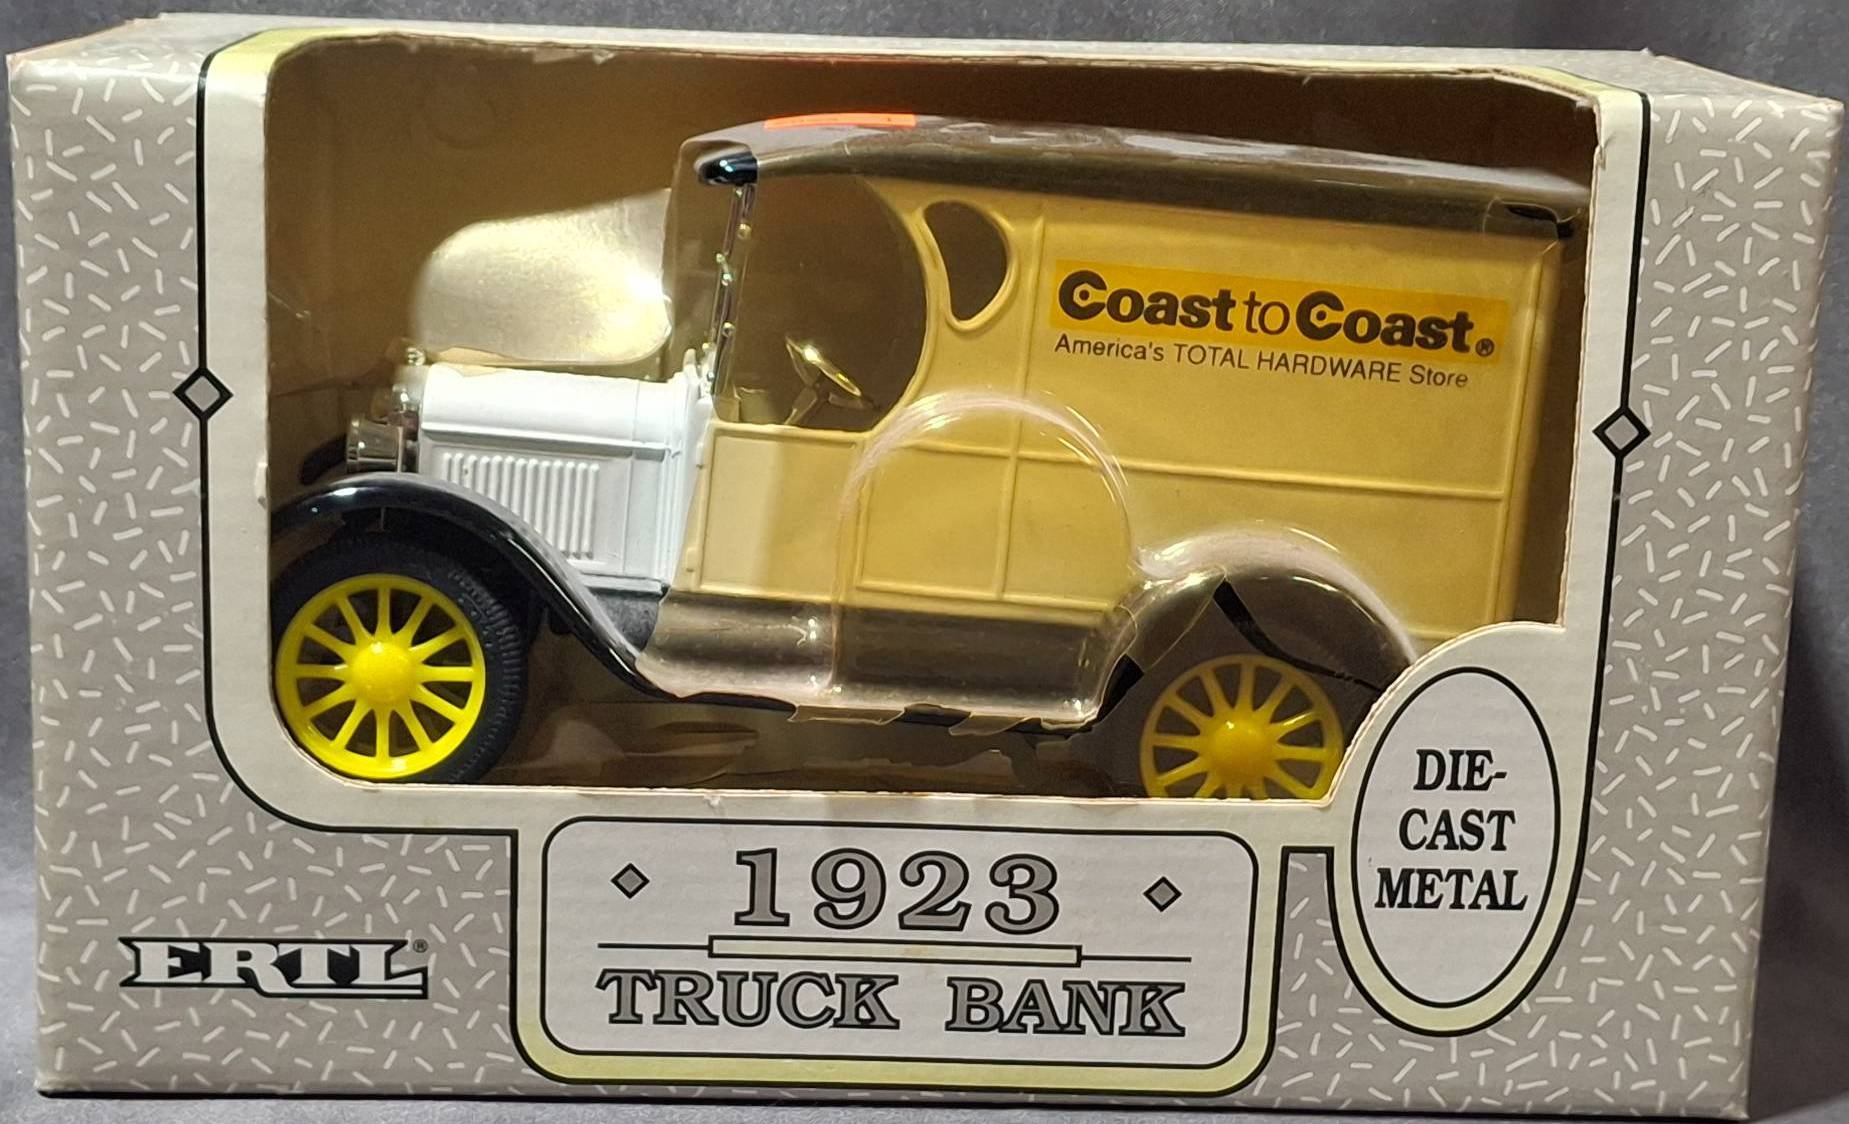 Coast to Coast®
America's TOTAL HARDWARE Store
DIE-
CAST
METAL
1923
TRUCK BANK
ERTL®